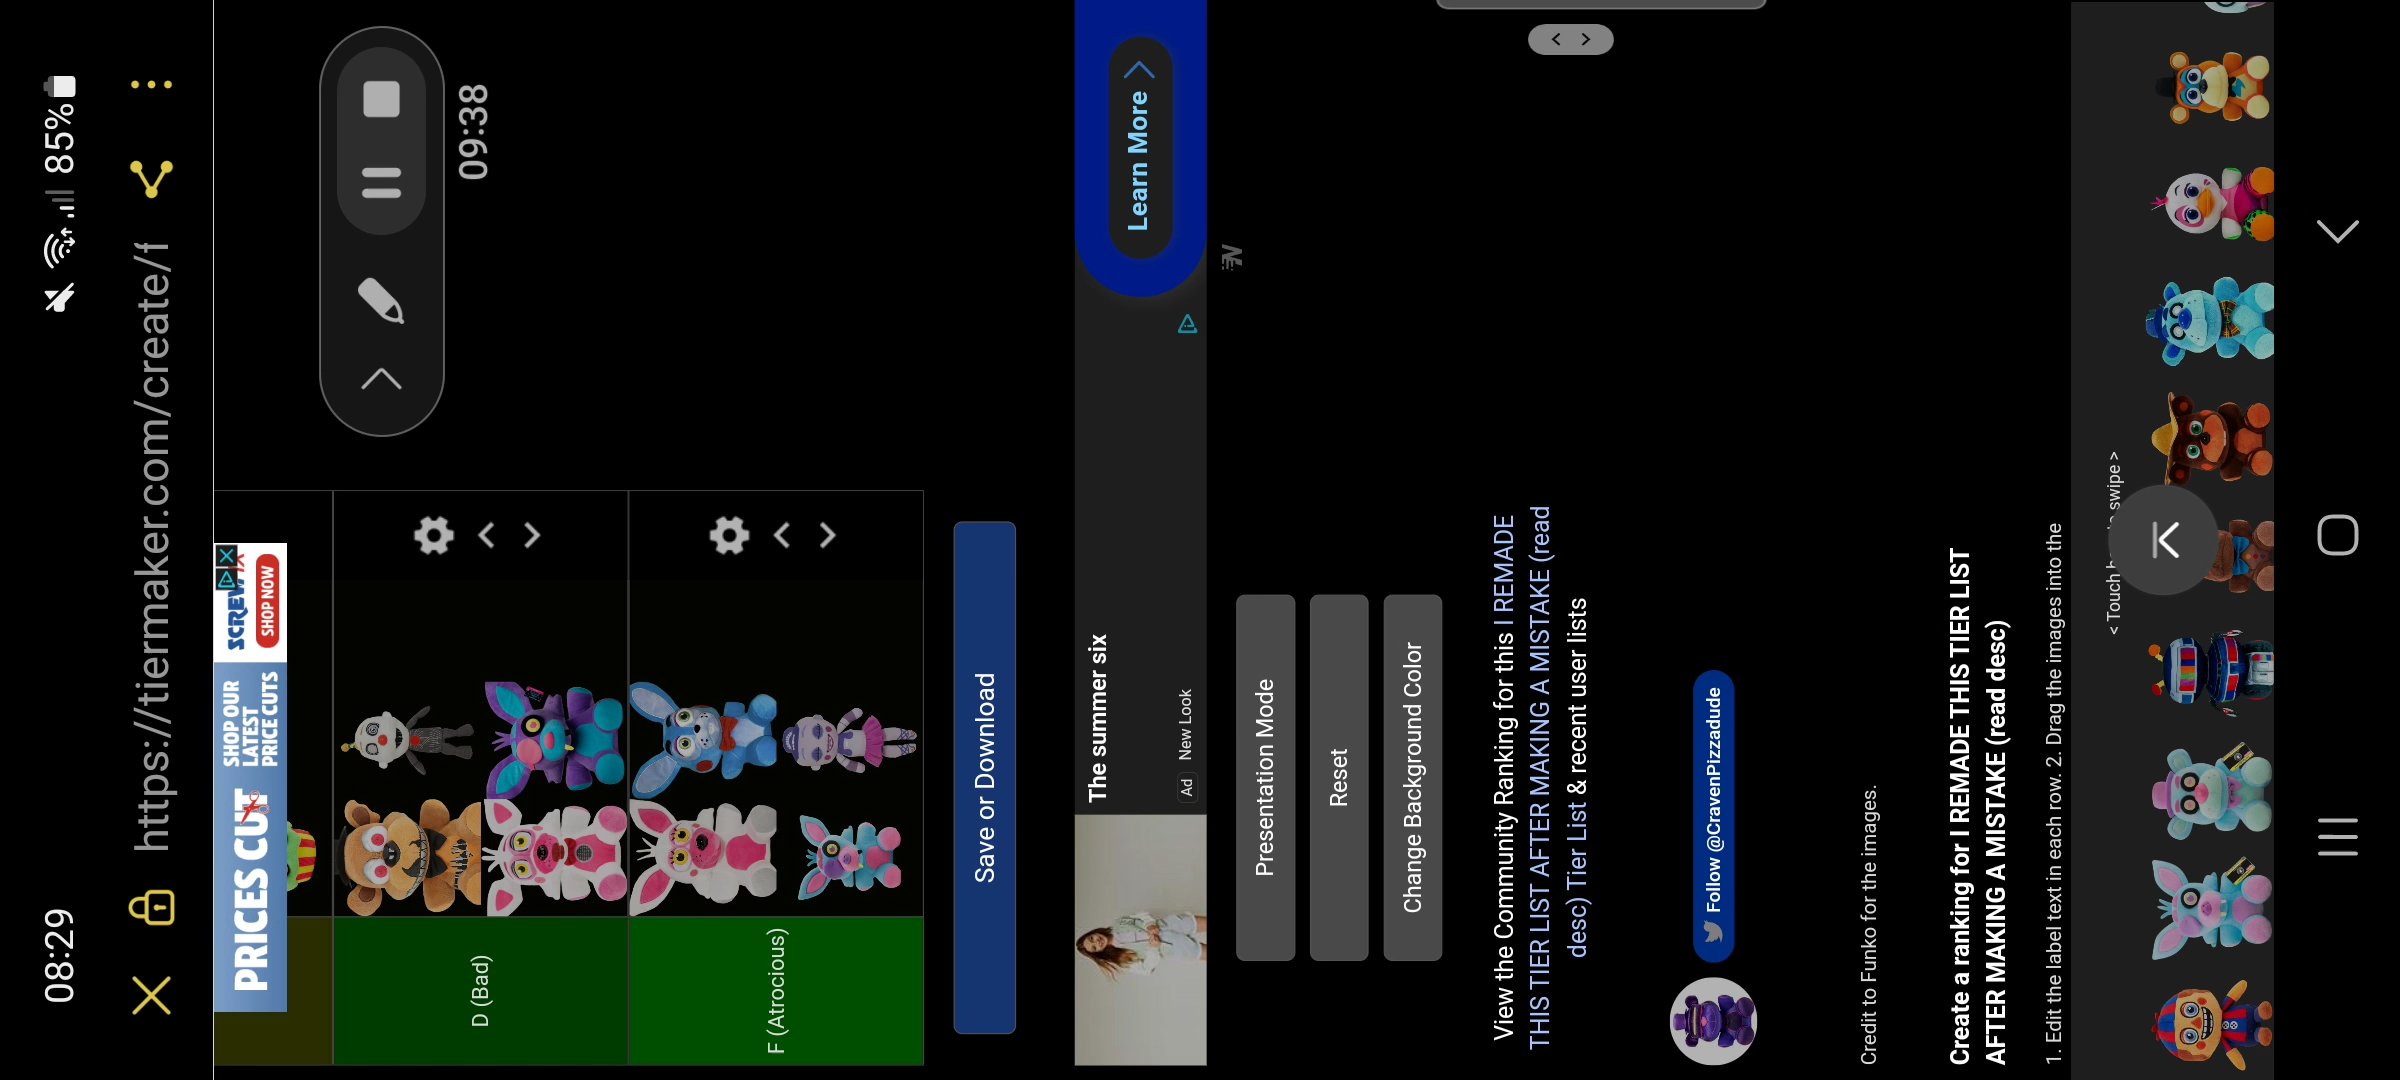 08:29
85%
https://tiermaker.com/create/f
PRICES CUT
SHOP OUR
LATEST
PRICE CUTS
SHOP NOW
09:38
D (Bad)
F (Atrocious)
Save or Download
The summer six
Ad New Look
Learn More
Presentation Mode
Reset
Change Background Color
View the Community Ranking for this I REMADE
THIS TIER LIST AFTER MAKING A MISTAKE (read
desc) Tier List & recent user lists
Follow @CravenPizzadude
Credit to Funko for the images.
Create a ranking for I REMADE THIS TIER LIST
AFTER MAKING A MISTAKE (read desc)
1. Edit the label text in each row. 2. Drag the images into the
< Touch swipe >